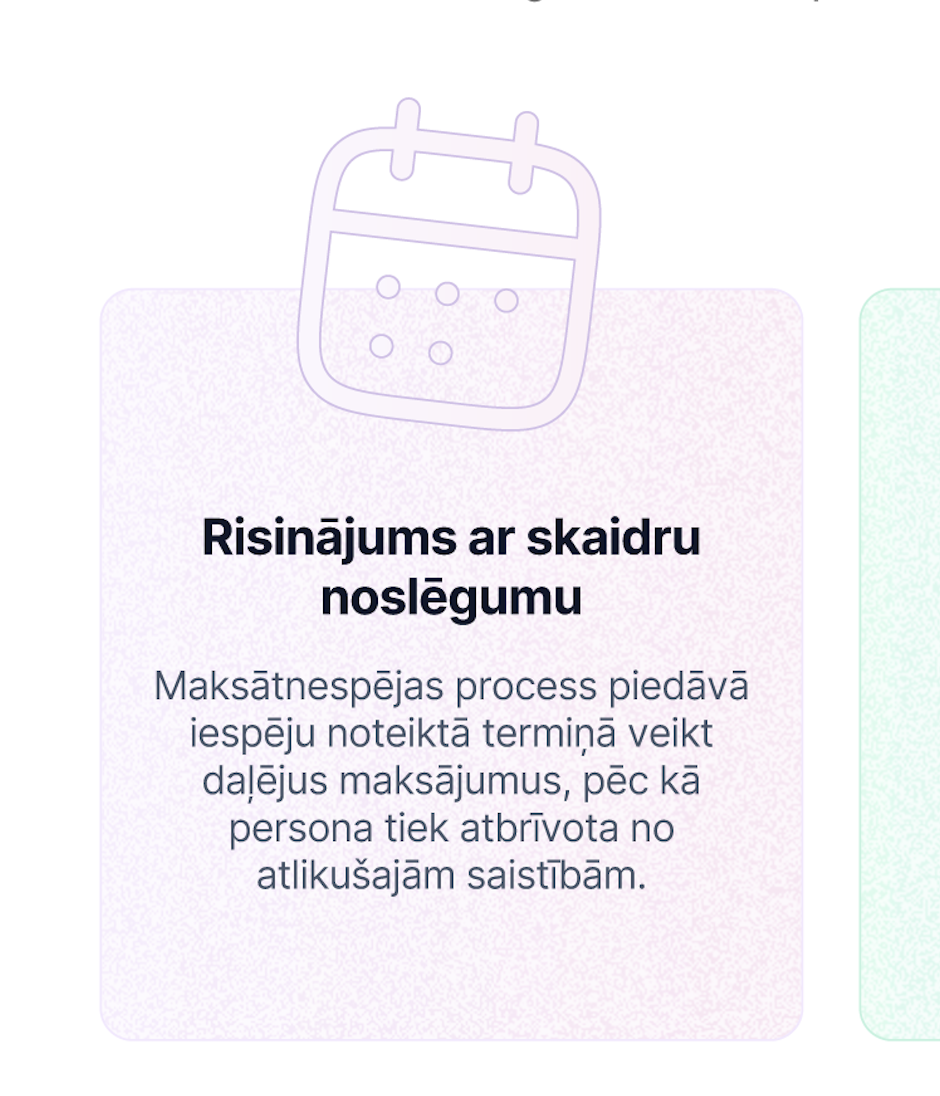 Risinājums ar skaidru
noslēgumu
Maksātnespējas process piedāvā
iespēju noteiktā termiņā veikt
daļējus maksājumus, pēc kā
persona tiek atbrīvota no
atlikušajām saistībām.